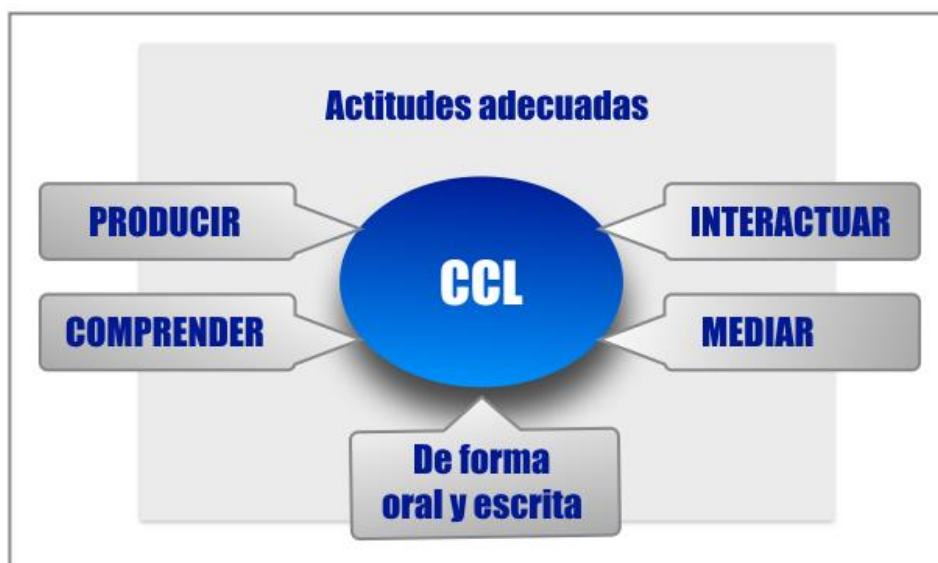 Actitudes adecuadas
PRODUCIR
INTERACTUAR
CCL
COMPRENDER
MEDIAR
De forma
oral y escrita